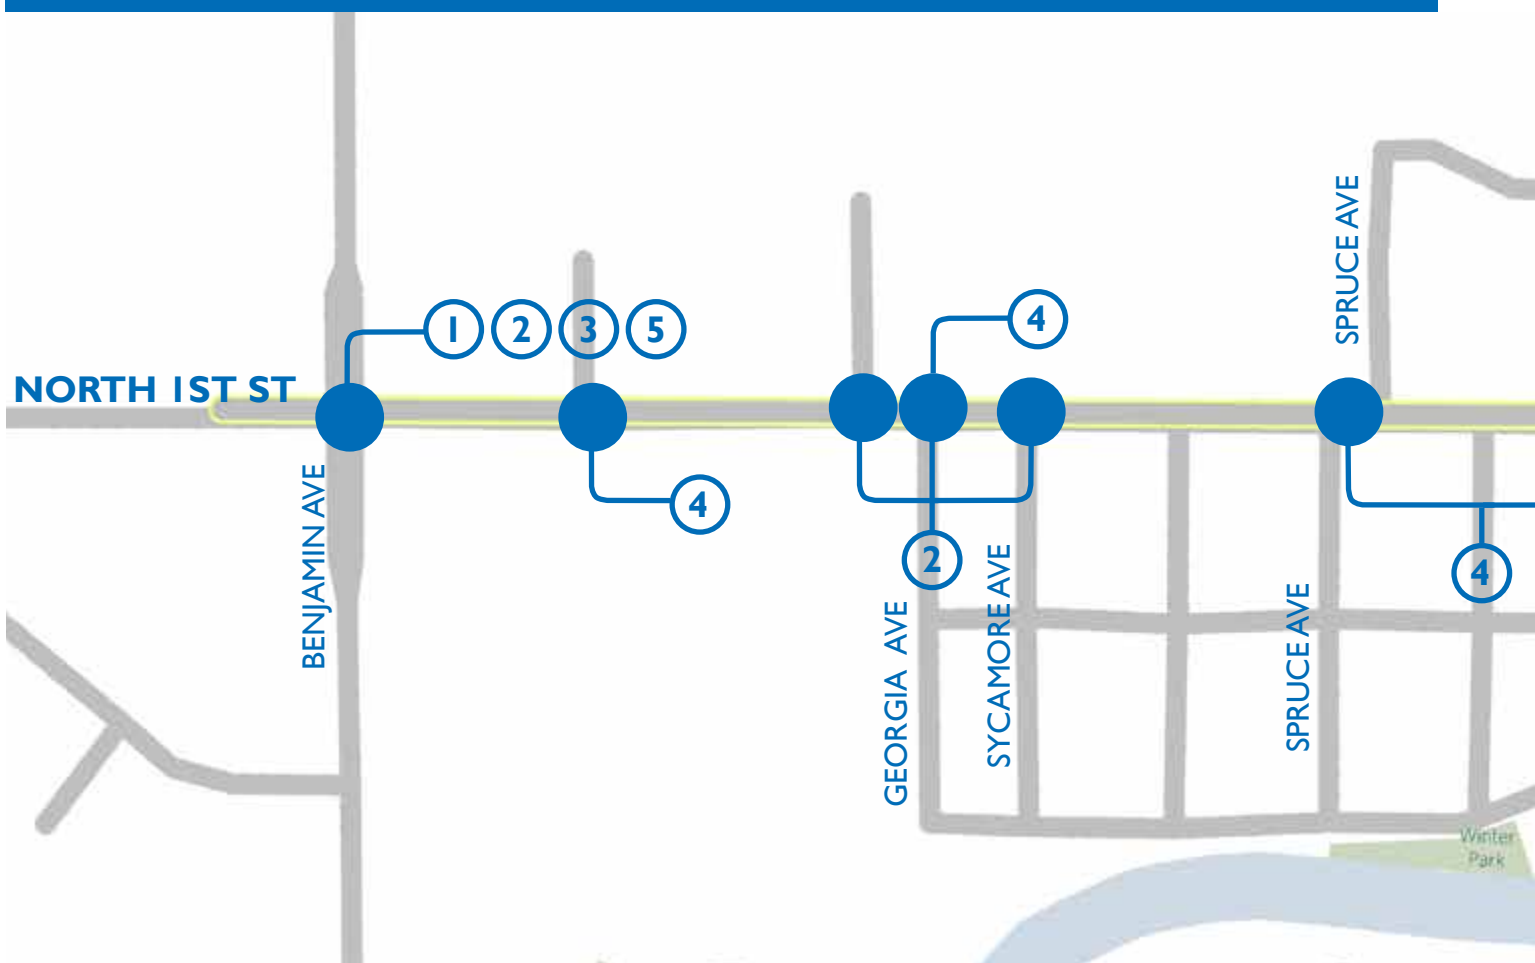 SPRUCE AVE
1 2 3 5
4
NORTH 1ST ST
BENJAMIN AVE
4
2
4
GEORGIA AVE
SYCAMORE AVE
SPRUCE AVE
Winter
Park